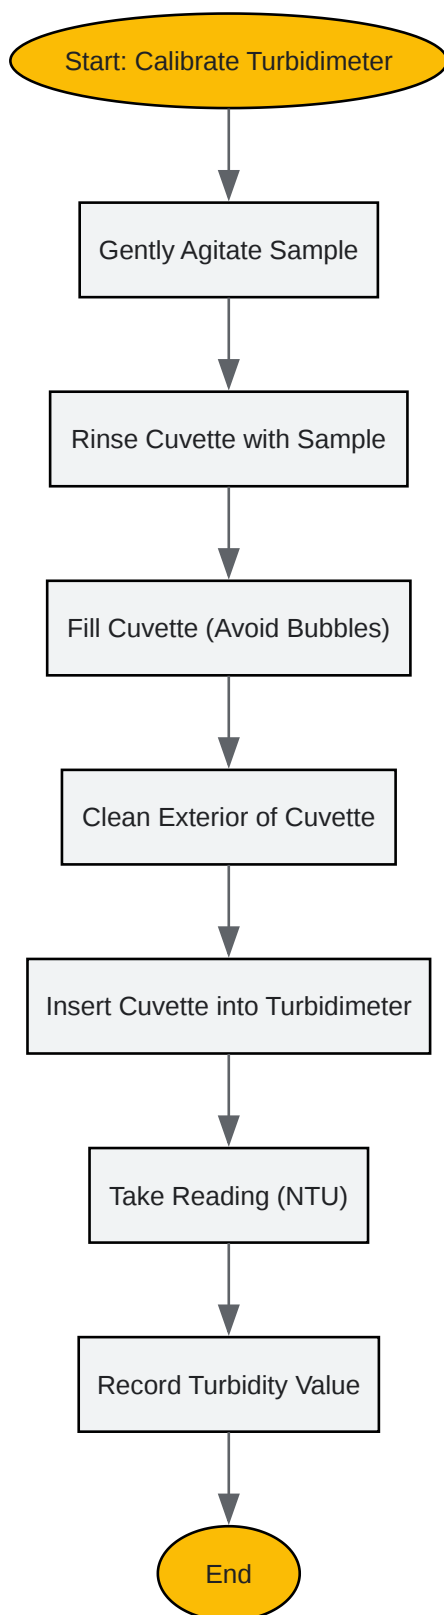 Start: Calibrate Turbidimeter
Gently Agitate Sample
Rinse Cuvette with Sample
Fill Cuvette (Avoid Bubbles)
Clean Exterior of Cuvette
Insert Cuvette into Turbidimeter
Take Reading (NTU)
Record Turbidity Value
End